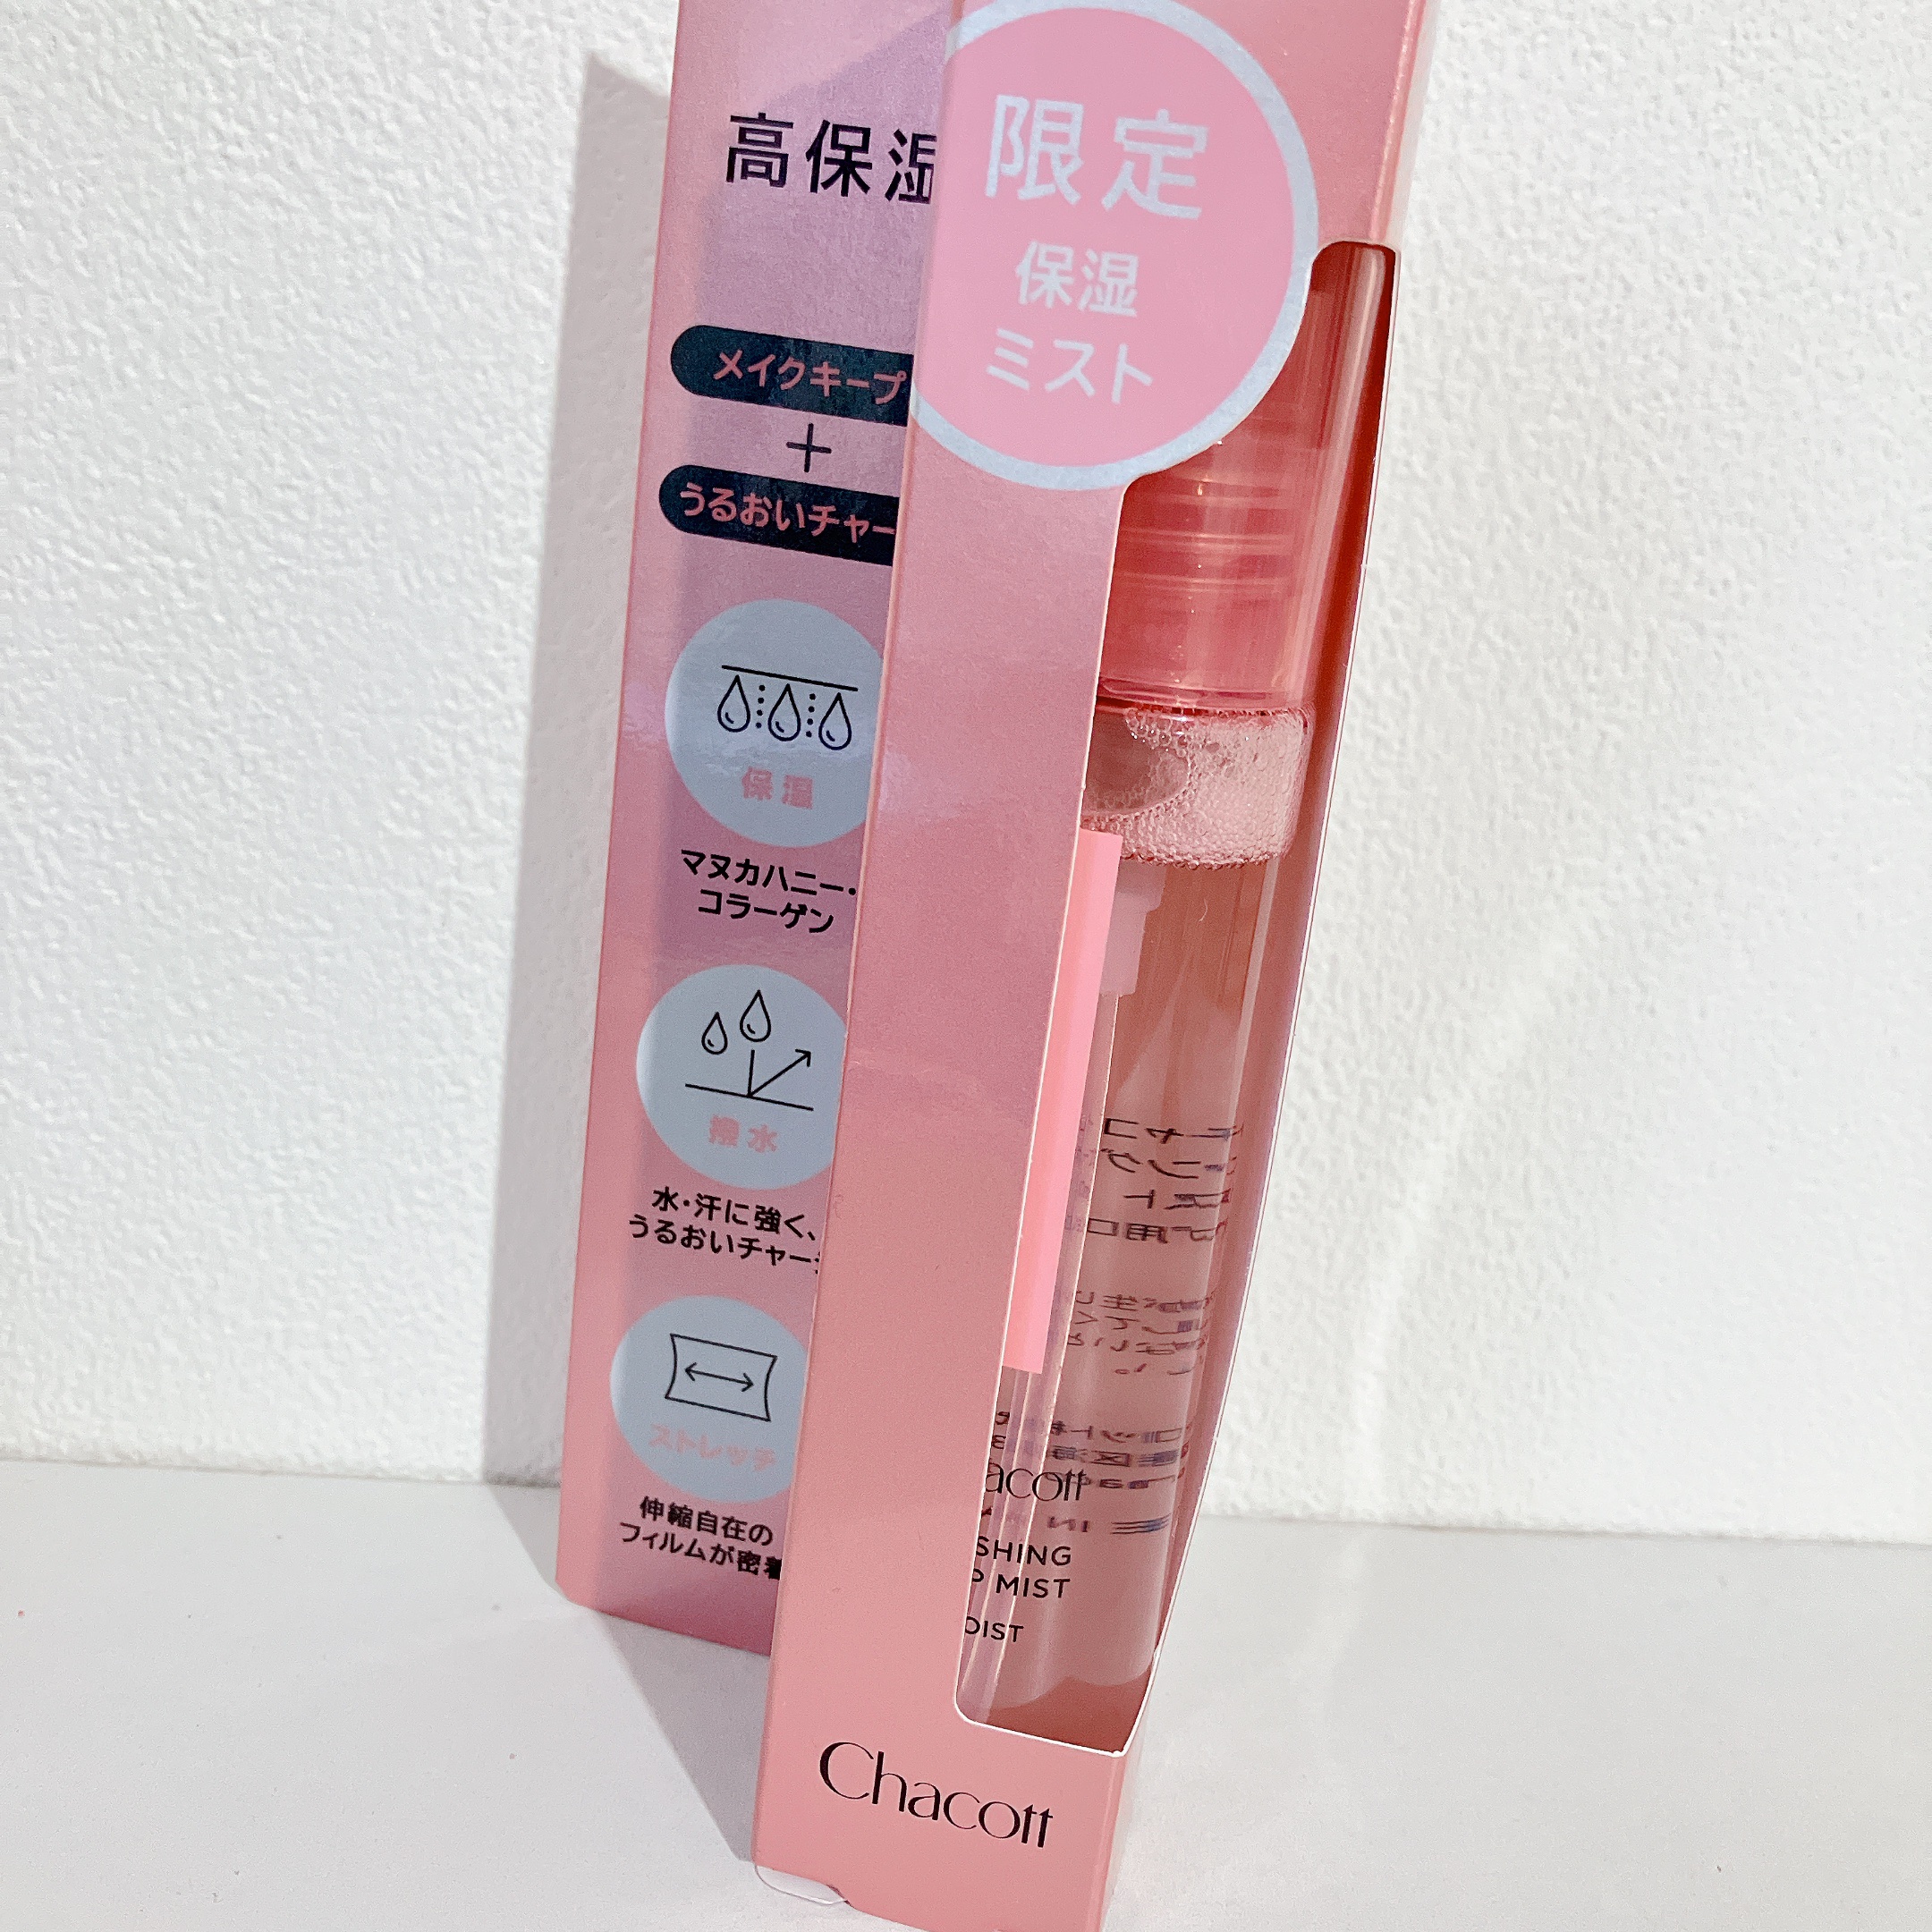 高保湿
メイクキープ
+
うるおいチャー
保湿
マヌカハニー・
コラーゲン
撥水
水・汗に強く、
うるおいチャー
ストレッチ
伸縮自在の
フィルムが密着
限定
保湿
ミスト
acott
SHING
P MIST
OIST
Chacott